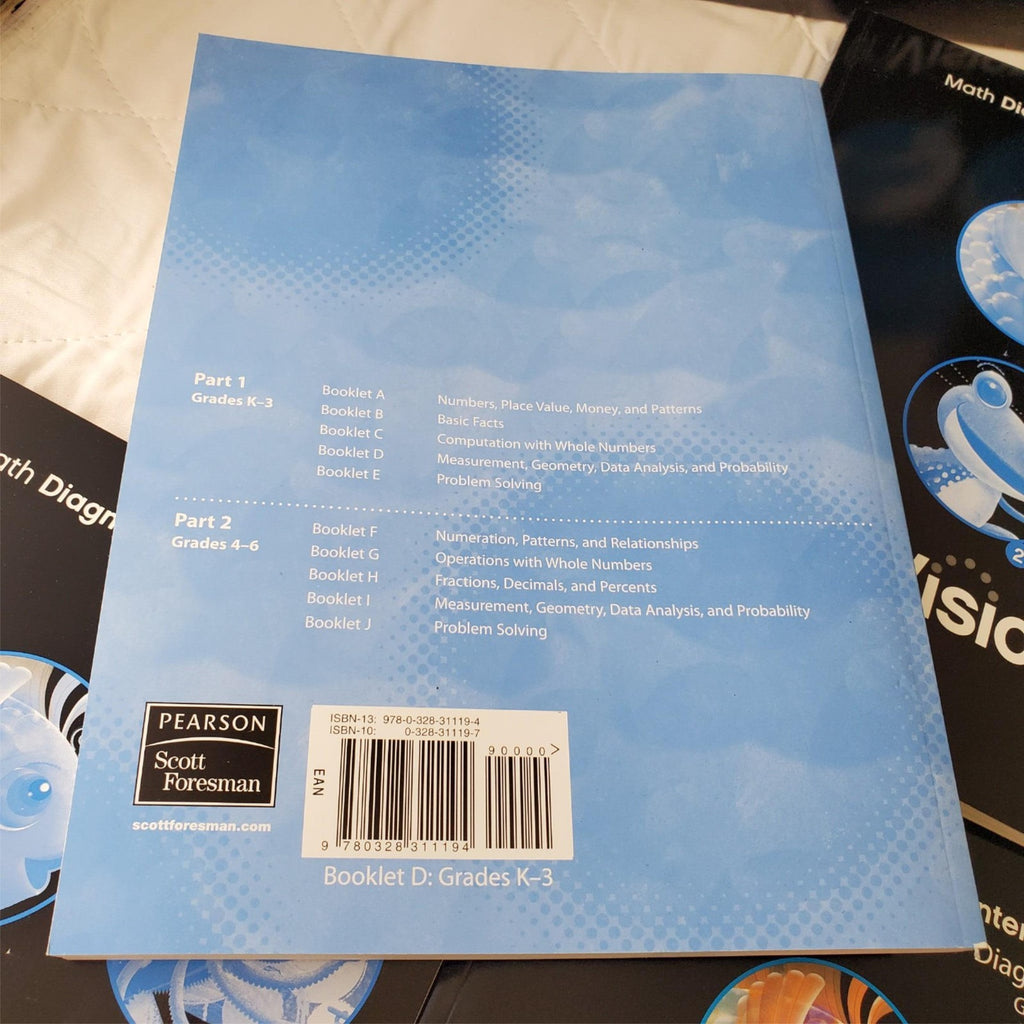 Part 1
Grades K–3
Booklet A Numbers, Place Value, Money, and Patterns
Booklet B Basic Facts
Booklet C Computation with Whole Numbers
Booklet D Measurement, Geometry, Data Analysis, and Probability
Booklet E Problem Solving
Part 2
Grades 4–6
Booklet F Numeration, Patterns, and Relationships
Booklet G Operations with Whole Numbers
Booklet H Fractions, Decimals, and Percents
Booklet I Measurement, Geometry, Data Analysis, and Probability
Booklet J Problem Solving
PEARSON
Scott
Foresman
scottforesman.com
ISBN-13: 978-0-328-31119-4
ISBN-10: 0-328-31119-7
90000>
EAN
9 780328 311194
Booklet D: Grades K–3
Math